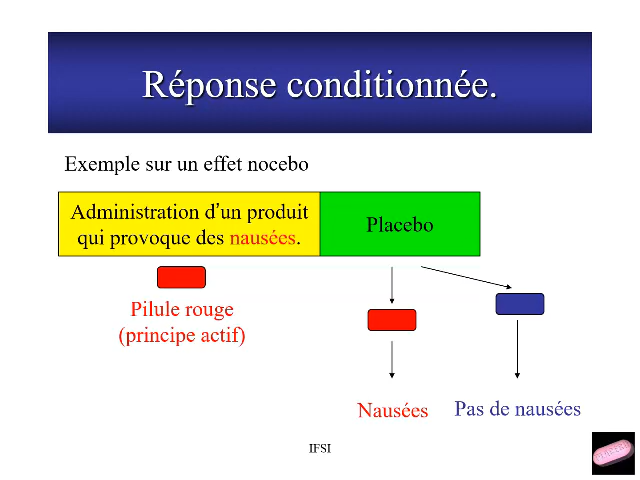 Réponse conditionnée.
Exemple sur un effet nocebo
Administration d’un produit
qui provoque des nausées.
Placebo
Pilule rouge
(principe actif)
Nausées
Pas de nausées
IFSI